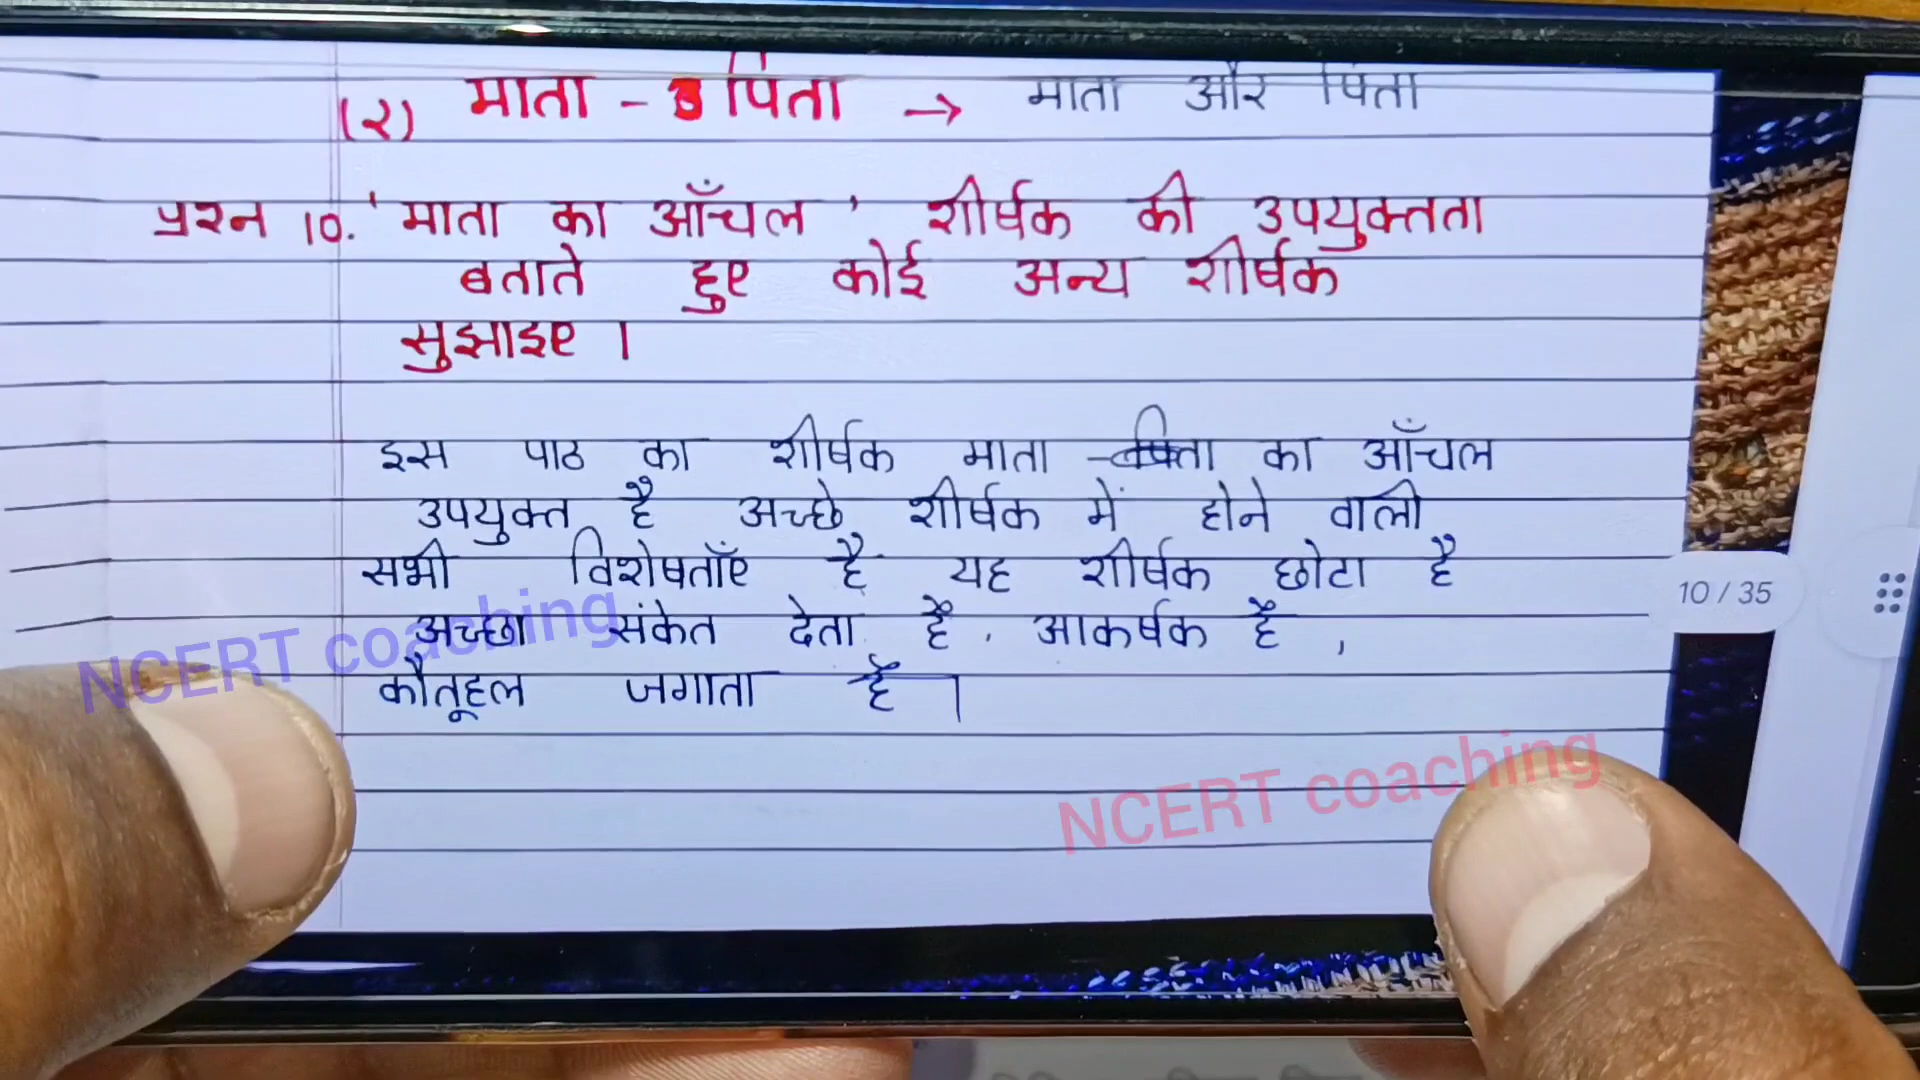 (२) माता - पिता → माता और पिता
प्रश्न 10. 'माता का आँचल' शीर्षक की उपयुक्तता
बताते हुए कोई अन्य शीर्षक
सुझाइए ।
इस पाठ का शीर्षक माता का आँचल
उपयुक्त है अच्छे शीर्षक में होने वाली
सभी विशेषताएँ है यह शीर्षक छोटा है
अच्छा संकेत देता है . आकर्षक है ,
कौतूहल जगाता है ।
10 / 35
NCERT coaching
NCERT coaching